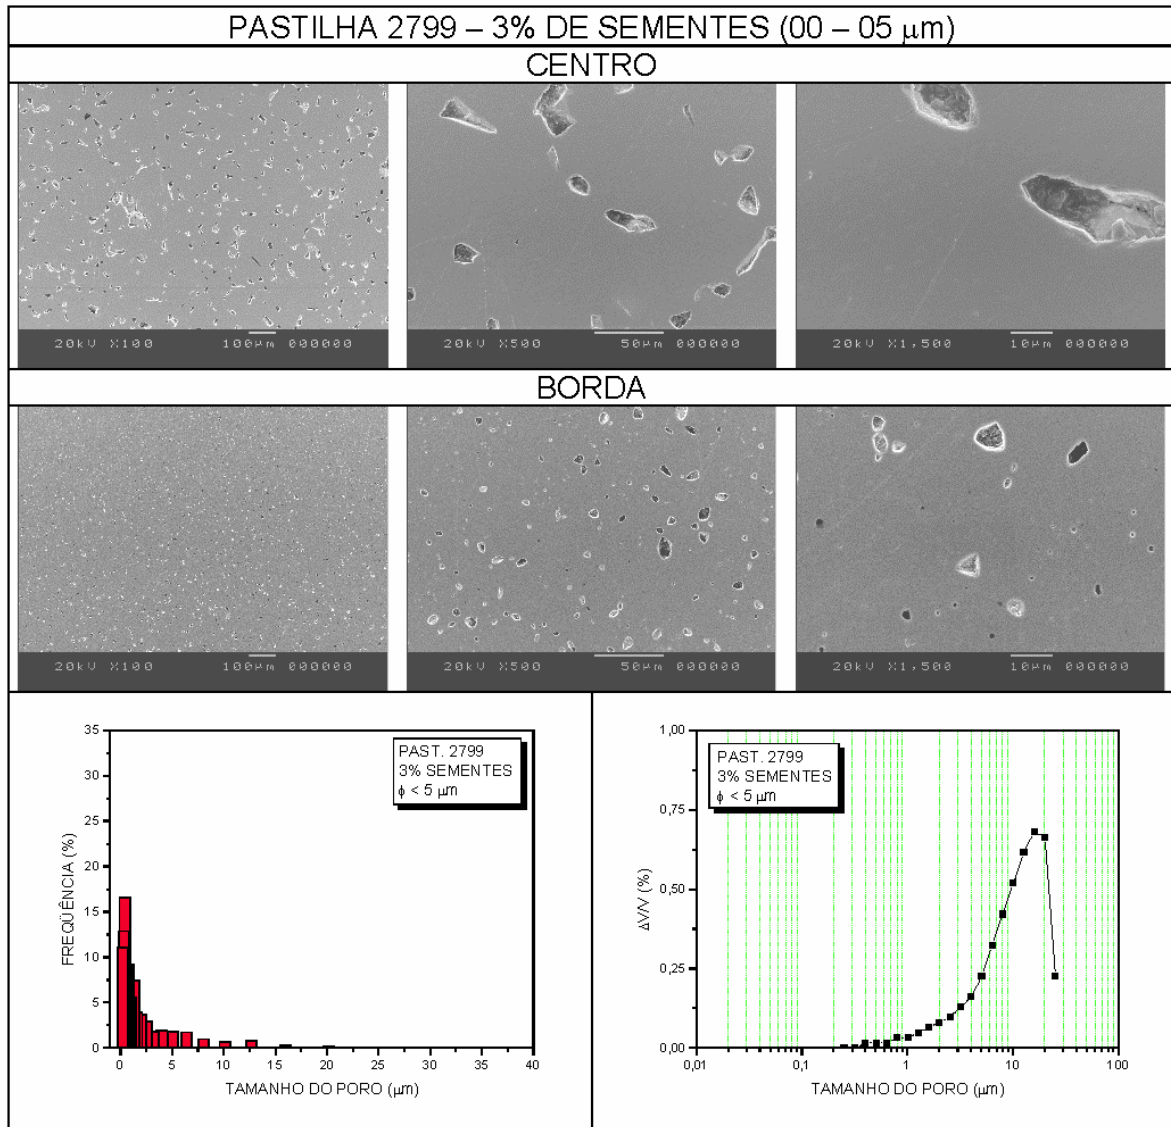 PASTILHA 2799 – 3% DE SEMENTES (00 – 05 μm)
CENTRO
20kV X100 100μm 000000
20kV X500 50μm 000000
20kV X1,500 10μm 000000
BORDA
20kV X100 100μm 000000
20kV X500 50μm 000000
20kV X1,500 10μm 000000
35
30
25
20
15
10
5
0
FREQÜÊNCIA (%)
PAST. 2799
3% SEMENTES
ϕ < 5 μm
0 5 10 15 20 25 30 35 40
TAMANHO DO PORO (μm)
1,00
0,75
0,50
0,25
0,00
ΔV/V (%)
PAST. 2799
3% SEMENTES
ϕ < 5 μm
0,01 0,1 1 10 100
TAMANHO DO PORO (μm)